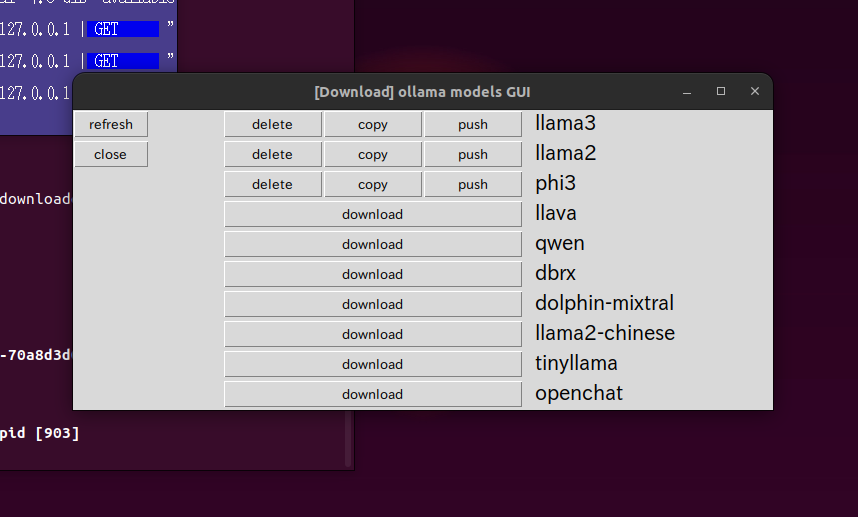 127.0.0.1 | GET "
127.0.0.1 | GET "
127.0.0.1
[Download] ollama models GUI
refresh delete copy push llama3
close delete copy push llama2
delete copy push phi3
download llava
download qwen
download dbrx
download dolphin-mixtral
download llama2-chinese
download tinyllama
download openchat
download
-70a8d3d
pid [903]